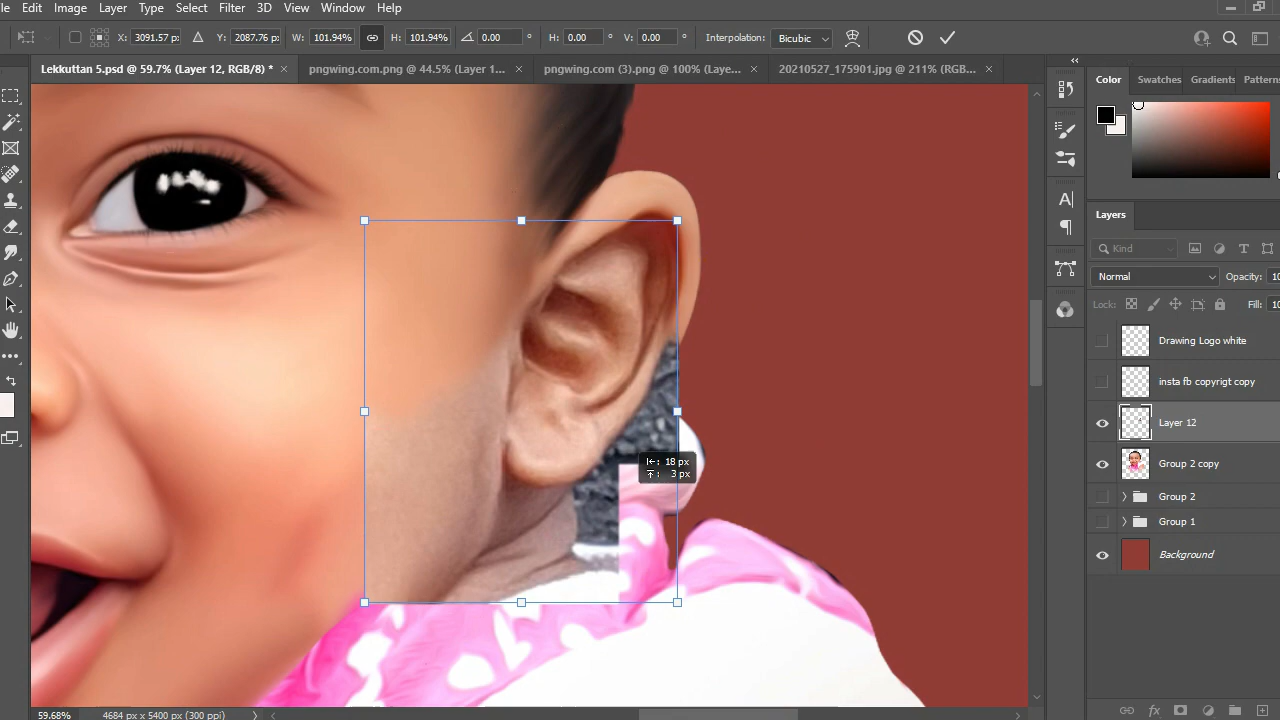 le Edit Image Layer Type Select Filter 3D View Window Help
X: 3091.57 p: Y: 2087.76 p: W: 101.94% H: 101.94% 0.00 ° H: 0.00 ° V: 0.00 ° Interpolation: Bicubic
Lekkuttan 5.psd @ 59.7% (Layer 12, RGB/8) * × pngwing.com.png @ 44.5% (Layer 1... × pngwing.com (3).png @ 100% (Laye... × 20210527_175901.jpg @ 211% (RGB... ×
Color Swatches Gradients Patterns
Layers
Kind
Normal Opacity: 10
Lock: Fill: 10
Drawing Logo white
insta fb copyrigt copy
Layer 12
Group 2 copy
Group 2
Group 1
Background
18 px
3 px
59.68% 4684 px x 5400 px (300 ppi)